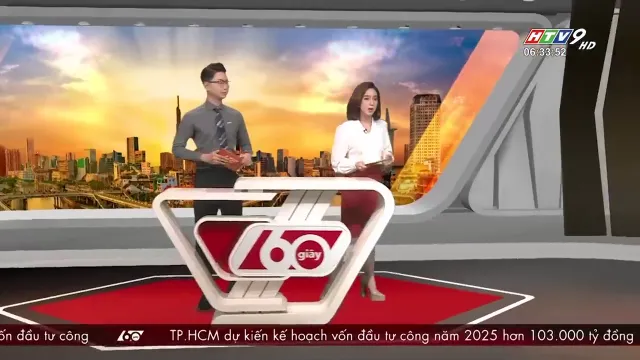 HTV9 HD
06:33:52
60 giây
ốn đầu tư công 60 TP.HCM dự kiến kế hoạch vốn đầu tư công năm 2025 hơn 103.000 tỷ đồng